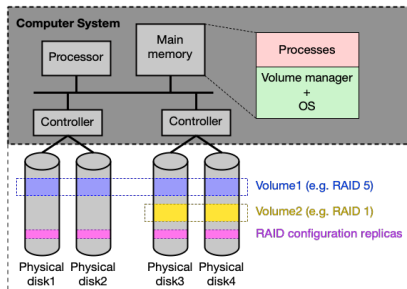 Computer System
Processor
Main
memory
Processes
Volume manager
+
OS
Controller
Controller
Volume1 (e.g. RAID 5)
Volume2 (e.g. RAID 1)
RAID configuration replicas
Physical
disk1
Physical
disk2
Physical
disk3
Physical
disk4